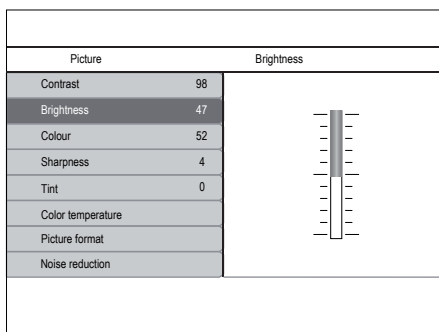 Picture Brightness
Contrast 98
Brightness 47
Colour 52
Sharpness 4
Tint 0
Color temperature
Picture format
Noise reduction